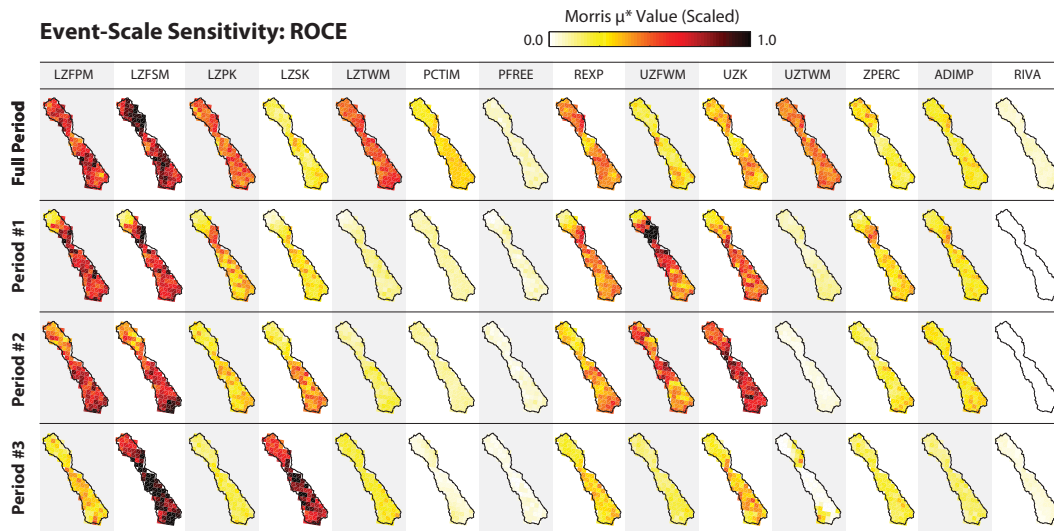 Morris μ* Value (Scaled)
Event-Scale Sensitivity: ROCE
0.0 1.0
LZFPM LZFSM LZPK LZSK LZTWM PCTIM PFREE REXP UZFWM UZK UZTWM ZPERC ADIMP RIVA
Full Period
Period #1
Period #2
Period #3